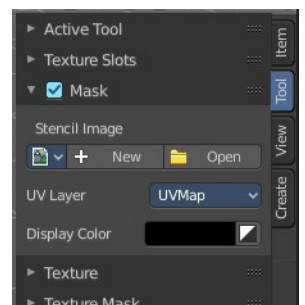 Active Tool
Texture Slots
Mask
Stencil Image
New Open
UV Layer UVMap
Display Color
Texture
Texture Mask
Item
Tool
View
Create